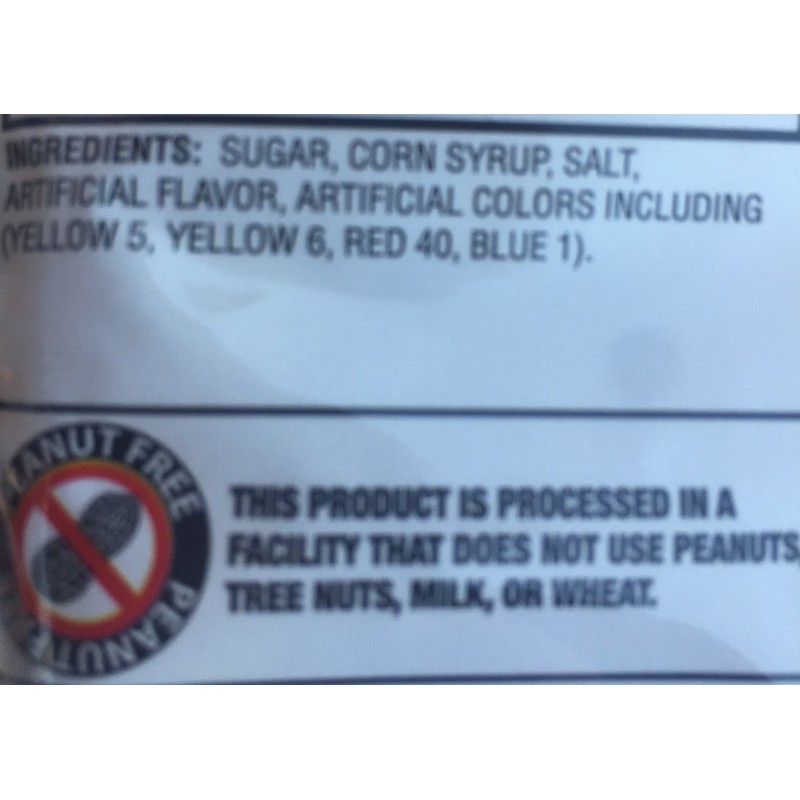 INGREDIENTS: SUGAR, CORN SYRUP, SALT,
ARTIFICIAL FLAVOR, ARTIFICIAL COLORS INCLUDING
(YELLOW 5, YELLOW 6, RED 40, BLUE 1).
PEANUT FREE
PEANUT
THIS PRODUCT IS PROCESSED IN A
FACILITY THAT DOES NOT USE PEANUTS,
TREE NUTS, MILK, OR WHEAT.